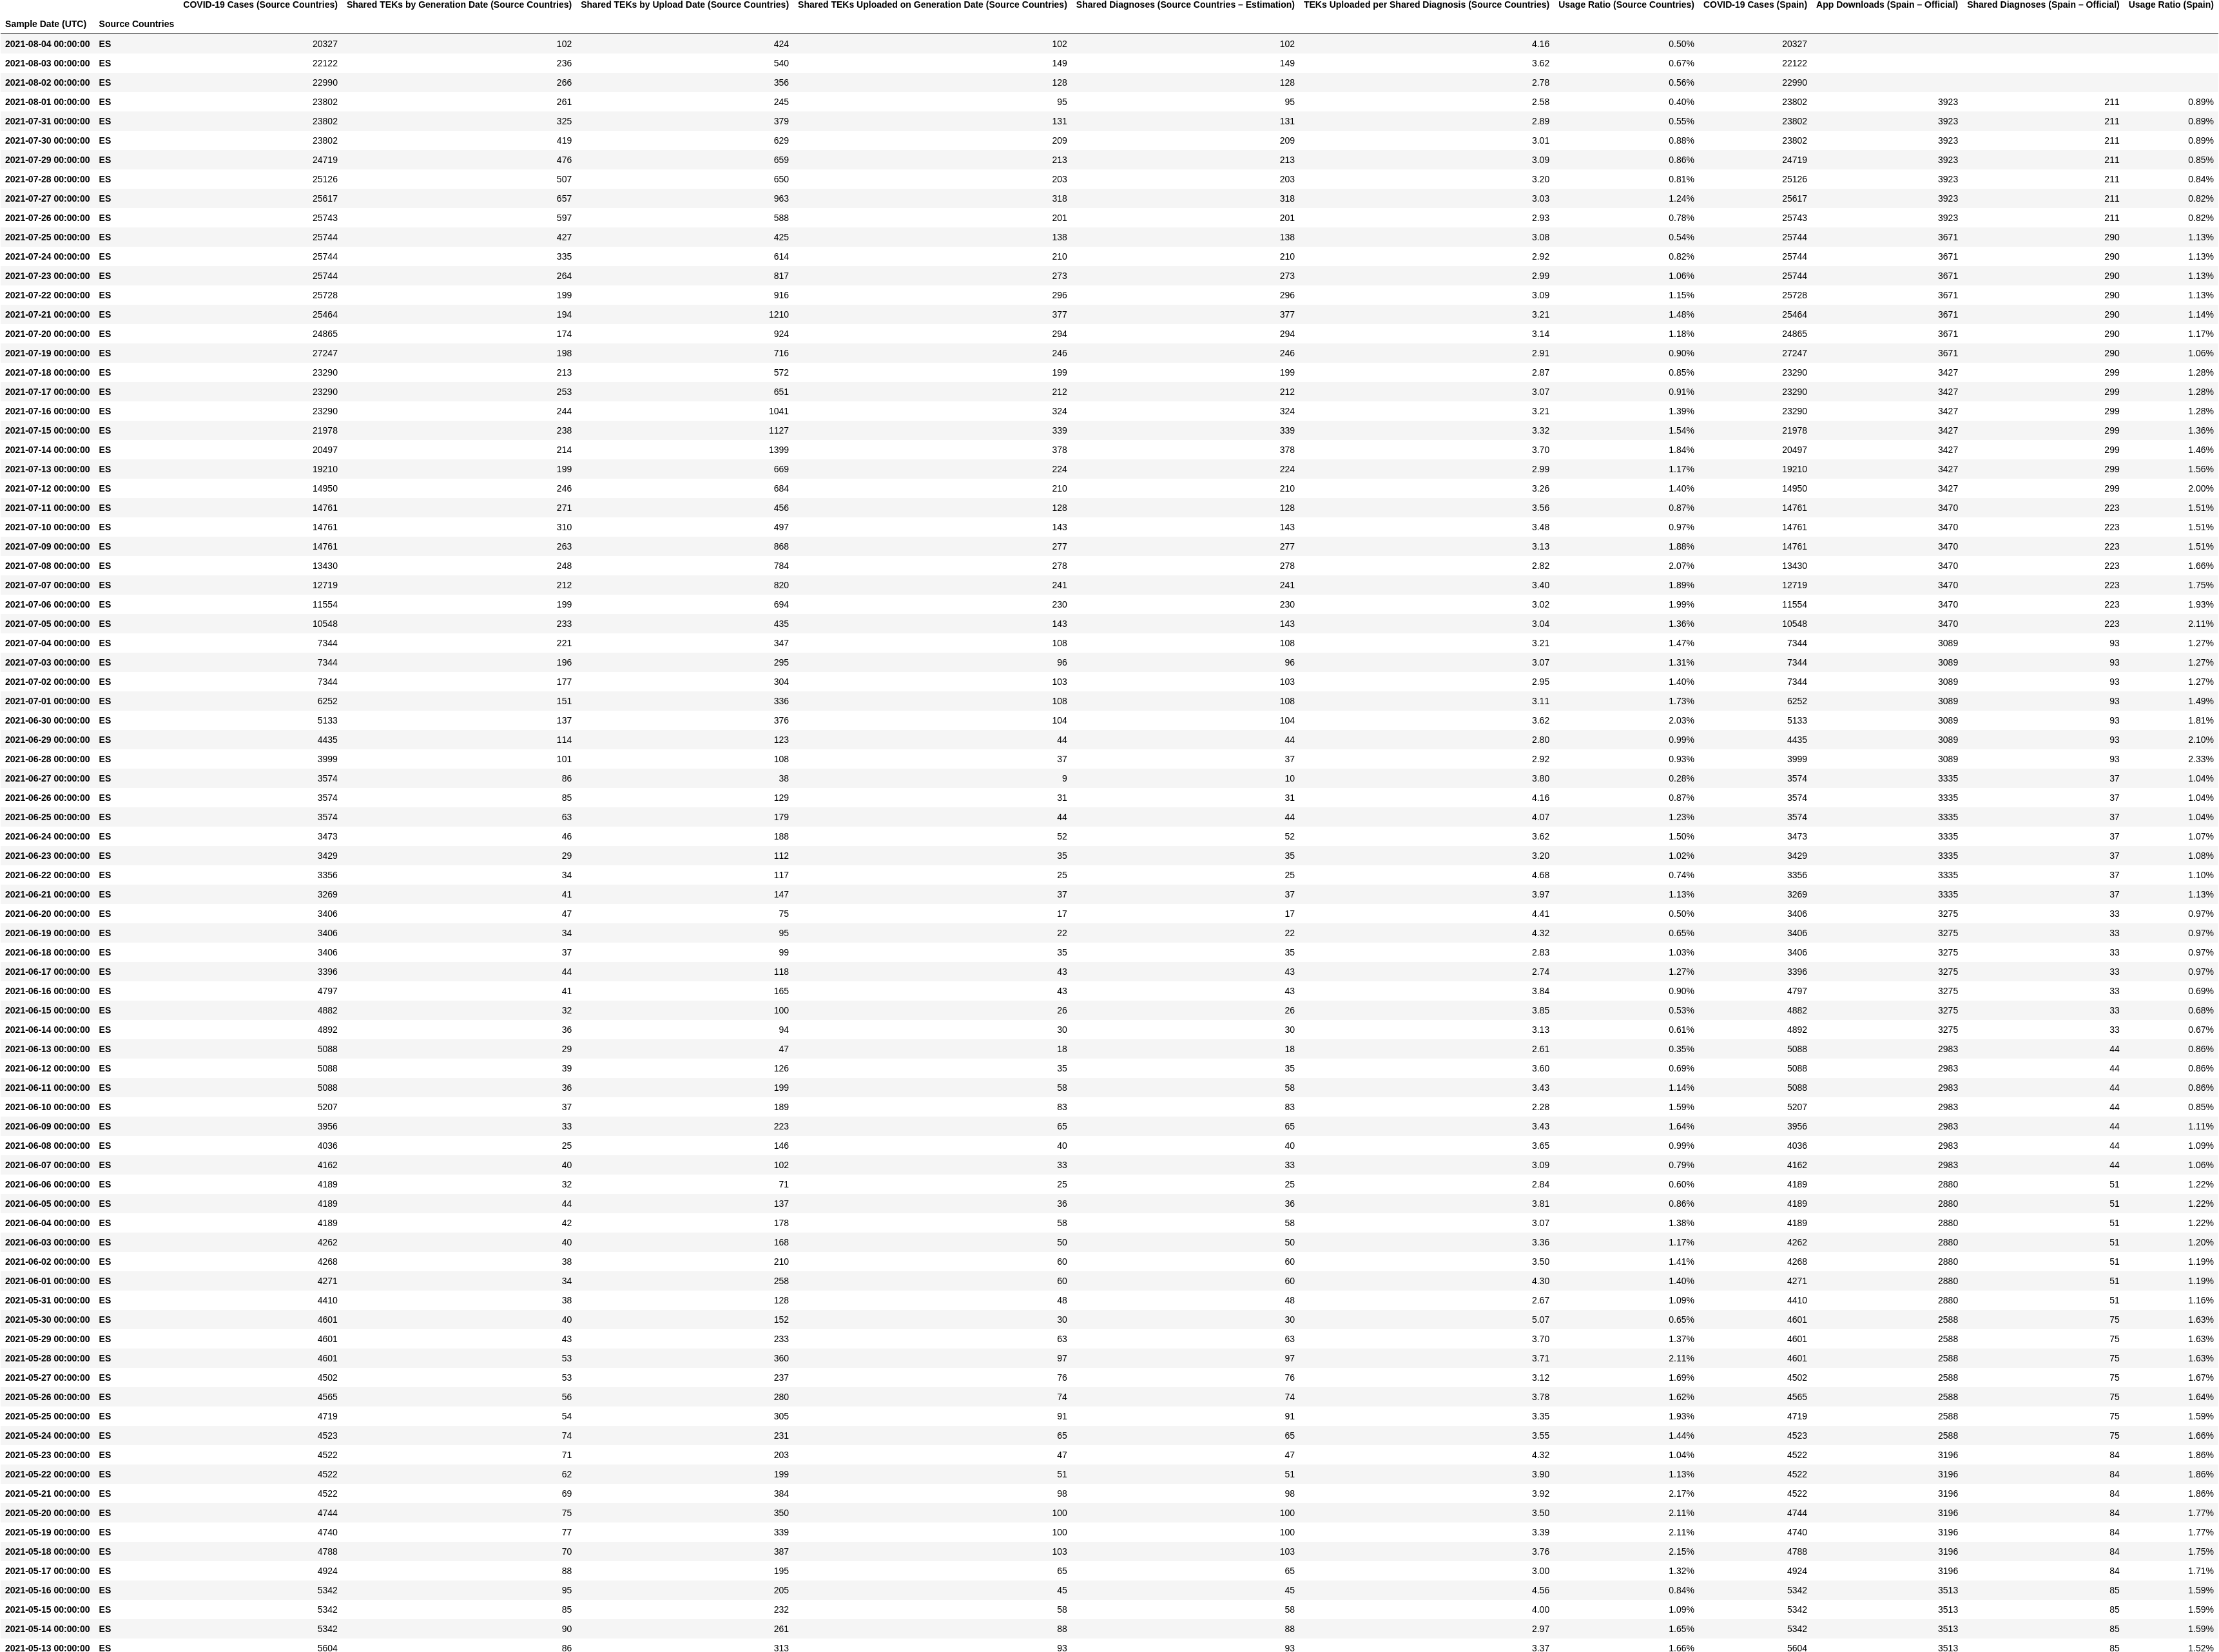 COVID-19 Cases (Source Countries) Shared TEKs by Generation Date (Source Countries) Shared TEKs by Upload Date (Source Countries) Shared TEKs Uploaded on Generation Date (Source Countries) Shared Diagnoses (Source Countries – Estimation) TEKs Uploaded per Shared Diagnosis (Source Countries) Usage Ratio (Source Countries) COVID-19 Cases (Spain) App Downloads (Spain – Official) Shared Diagnoses (Spain – Official) Usage Ratio (Spain)
Sample Date (UTC) Source Countries
2021-08-04 00:00:00 ES 20327 102 424 102 102 4.16 0.50% 20327
2021-08-03 00:00:00 ES 22122 236 540 149 149 3.62 0.67% 22122
2021-08-02 00:00:00 ES 22990 266 356 128 128 2.78 0.56% 22990
2021-08-01 00:00:00 ES 23802 261 245 95 95 2.58 0.40% 23802 3923 211 0.89%
2021-07-31 00:00:00 ES 23802 325 379 131 131 2.89 0.55% 23802 3923 211 0.89%
2021-07-30 00:00:00 ES 23802 419 629 209 209 3.01 0.88% 23802 3923 211 0.89%
2021-07-29 00:00:00 ES 24719 476 659 213 213 3.09 0.86% 24719 3923 211 0.85%
2021-07-28 00:00:00 ES 25126 507 650 203 203 3.20 0.81% 25126 3923 211 0.84%
2021-07-27 00:00:00 ES 25617 657 963 318 318 3.03 1.24% 25617 3923 211 0.82%
2021-07-26 00:00:00 ES 25743 597 588 201 201 2.93 0.78% 25743 3923 211 0.82%
2021-07-25 00:00:00 ES 25744 427 425 138 138 3.08 0.54% 25744 3671 290 1.13%
2021-07-24 00:00:00 ES 25744 335 614 210 210 2.92 0.82% 25744 3671 290 1.13%
2021-07-23 00:00:00 ES 25744 264 817 273 273 2.99 1.06% 25744 3671 290 1.13%
2021-07-22 00:00:00 ES 25728 199 916 296 296 3.09 1.15% 25728 3671 290 1.13%
2021-07-21 00:00:00 ES 25464 194 1210 377 377 3.21 1.48% 25464 3671 290 1.14%
2021-07-20 00:00:00 ES 24865 174 924 294 294 3.14 1.18% 24865 3671 290 1.17%
2021-07-19 00:00:00 ES 27247 198 716 246 246 2.91 0.90% 27247 3671 290 1.06%
2021-07-18 00:00:00 ES 23290 213 572 199 199 2.87 0.85% 23290 3427 299 1.28%
2021-07-17 00:00:00 ES 23290 253 651 212 212 3.07 0.91% 23290 3427 299 1.28%
2021-07-16 00:00:00 ES 23290 244 1041 324 324 3.21 1.39% 23290 3427 299 1.28%
2021-07-15 00:00:00 ES 21978 238 1127 339 339 3.32 1.54% 21978 3427 299 1.36%
2021-07-14 00:00:00 ES 20497 214 1399 378 378 3.70 1.84% 20497 3427 299 1.46%
2021-07-13 00:00:00 ES 19210 199 669 224 224 2.99 1.17% 19210 3427 299 1.56%
2021-07-12 00:00:00 ES 14950 246 684 210 210 3.26 1.40% 14950 3427 299 2.00%
2021-07-11 00:00:00 ES 14761 271 456 128 128 3.56 0.87% 14761 3470 223 1.51%
2021-07-10 00:00:00 ES 14761 310 497 143 143 3.48 0.97% 14761 3470 223 1.51%
2021-07-09 00:00:00 ES 14761 263 868 277 277 3.13 1.88% 14761 3470 223 1.51%
2021-07-08 00:00:00 ES 13430 248 784 278 278 2.82 2.07% 13430 3470 223 1.66%
2021-07-07 00:00:00 ES 12719 212 820 241 241 3.40 1.89% 12719 3470 223 1.75%
2021-07-06 00:00:00 ES 11554 199 694 230 230 3.02 1.99% 11554 3470 223 1.93%
2021-07-05 00:00:00 ES 10548 233 435 143 143 3.04 1.36% 10548 3470 223 2.11%
2021-07-04 00:00:00 ES 7344 221 347 108 108 3.21 1.47% 7344 3089 93 1.27%
2021-07-03 00:00:00 ES 7344 196 295 96 96 3.07 1.31% 7344 3089 93 1.27%
2021-07-02 00:00:00 ES 7344 177 304 103 103 2.95 1.40% 7344 3089 93 1.27%
2021-07-01 00:00:00 ES 6252 151 336 108 108 3.11 1.73% 6252 3089 93 1.49%
2021-06-30 00:00:00 ES 5133 137 376 104 104 3.62 2.03% 5133 3089 93 1.81%
2021-06-29 00:00:00 ES 4435 114 123 44 44 2.80 0.99% 4435 3089 93 2.10%
2021-06-28 00:00:00 ES 3999 101 108 37 37 2.92 0.93% 3999 3089 93 2.33%
2021-06-27 00:00:00 ES 3574 86 38 9 10 3.80 0.28% 3574 3335 37 1.04%
2021-06-26 00:00:00 ES 3574 85 129 31 31 4.16 0.87% 3574 3335 37 1.04%
2021-06-25 00:00:00 ES 3574 63 179 44 44 4.07 1.23% 3574 3335 37 1.04%
2021-06-24 00:00:00 ES 3473 46 188 52 52 3.62 1.50% 3473 3335 37 1.07%
2021-06-23 00:00:00 ES 3429 29 112 35 35 3.20 1.02% 3429 3335 37 1.08%
2021-06-22 00:00:00 ES 3356 34 117 25 25 4.68 0.74% 3356 3335 37 1.10%
2021-06-21 00:00:00 ES 3269 41 147 37 37 3.97 1.13% 3269 3335 37 1.13%
2021-06-20 00:00:00 ES 3406 47 75 17 17 4.41 0.50% 3406 3275 33 0.97%
2021-06-19 00:00:00 ES 3406 34 95 22 22 4.32 0.65% 3406 3275 33 0.97%
2021-06-18 00:00:00 ES 3406 37 99 35 35 2.83 1.03% 3406 3275 33 0.97%
2021-06-17 00:00:00 ES 3396 44 118 43 43 2.74 1.27% 3396 3275 33 0.97%
2021-06-16 00:00:00 ES 4797 41 165 43 43 3.84 0.90% 4797 3275 33 0.69%
2021-06-15 00:00:00 ES 4882 32 100 26 26 3.85 0.53% 4882 3275 33 0.68%
2021-06-14 00:00:00 ES 4892 36 94 30 30 3.13 0.61% 4892 3275 33 0.67%
2021-06-13 00:00:00 ES 5088 29 47 18 18 2.61 0.35% 5088 2983 44 0.86%
2021-06-12 00:00:00 ES 5088 39 126 35 35 3.60 0.69% 5088 2983 44 0.86%
2021-06-11 00:00:00 ES 5088 36 199 58 58 3.43 1.14% 5088 2983 44 0.86%
2021-06-10 00:00:00 ES 5207 37 189 83 83 2.28 1.59% 5207 2983 44 0.85%
2021-06-09 00:00:00 ES 3956 33 223 65 65 3.43 1.64% 3956 2983 44 1.11%
2021-06-08 00:00:00 ES 4036 25 146 40 40 3.65 0.99% 4036 2983 44 1.09%
2021-06-07 00:00:00 ES 4162 40 102 33 33 3.09 0.79% 4162 2983 44 1.06%
2021-06-06 00:00:00 ES 4189 32 71 25 25 2.84 0.60% 4189 2880 51 1.22%
2021-06-05 00:00:00 ES 4189 44 137 36 36 3.81 0.86% 4189 2880 51 1.22%
2021-06-04 00:00:00 ES 4189 42 178 58 58 3.07 1.38% 4189 2880 51 1.22%
2021-06-03 00:00:00 ES 4262 40 168 50 50 3.36 1.17% 4262 2880 51 1.20%
2021-06-02 00:00:00 ES 4268 38 210 60 60 3.50 1.41% 4268 2880 51 1.19%
2021-06-01 00:00:00 ES 4271 34 258 60 60 4.30 1.40% 4271 2880 51 1.19%
2021-05-31 00:00:00 ES 4410 38 128 48 48 2.67 1.09% 4410 2880 51 1.16%
2021-05-30 00:00:00 ES 4601 40 152 30 30 5.07 0.65% 4601 2588 75 1.63%
2021-05-29 00:00:00 ES 4601 43 233 63 63 3.70 1.37% 4601 2588 75 1.63%
2021-05-28 00:00:00 ES 4601 53 360 97 97 3.71 2.11% 4601 2588 75 1.63%
2021-05-27 00:00:00 ES 4502 53 237 76 76 3.12 1.69% 4502 2588 75 1.67%
2021-05-26 00:00:00 ES 4565 56 280 74 74 3.78 1.62% 4565 2588 75 1.64%
2021-05-25 00:00:00 ES 4719 54 305 91 91 3.35 1.93% 4719 2588 75 1.59%
2021-05-24 00:00:00 ES 4523 74 231 65 65 3.55 1.44% 4523 2588 75 1.66%
2021-05-23 00:00:00 ES 4522 71 203 47 47 4.32 1.04% 4522 3196 84 1.86%
2021-05-22 00:00:00 ES 4522 62 199 51 51 3.90 1.13% 4522 3196 84 1.86%
2021-05-21 00:00:00 ES 4522 69 384 98 98 3.92 2.17% 4522 3196 84 1.86%
2021-05-20 00:00:00 ES 4744 75 350 100 100 3.50 2.11% 4744 3196 84 1.77%
2021-05-19 00:00:00 ES 4740 77 339 100 100 3.39 2.11% 4740 3196 84 1.77%
2021-05-18 00:00:00 ES 4788 70 387 103 103 3.76 2.15% 4788 3196 84 1.75%
2021-05-17 00:00:00 ES 4924 88 195 65 65 3.00 1.32% 4924 3196 84 1.71%
2021-05-16 00:00:00 ES 5342 95 205 45 45 4.56 0.84% 5342 3513 85 1.59%
2021-05-15 00:00:00 ES 5342 85 232 58 58 4.00 1.09% 5342 3513 85 1.59%
2021-05-14 00:00:00 ES 5342 90 261 88 88 2.97 1.65% 5342 3513 85 1.59%
2021-05-13 00:00:00 ES 5604 86 313 93 93 3.37 1.66% 5604 3513 85 1.52%